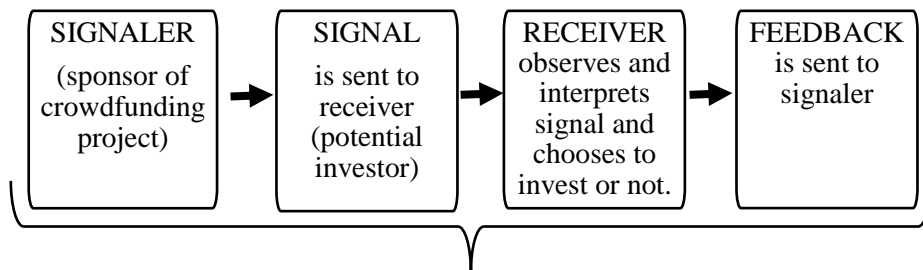 SIGNALER
(sponsor of
crowdfunding
project)
SIGNAL
is sent to
receiver
(potential
investor)
RECEIVER
observes and
interprets
signal and
chooses to
invest or not.
FEEDBACK
is sent to
signaler